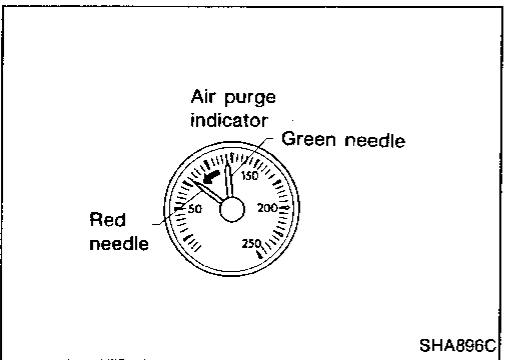 Air purge
indicator
Green needle
150
50
200
Red
needle
250
SHA896C